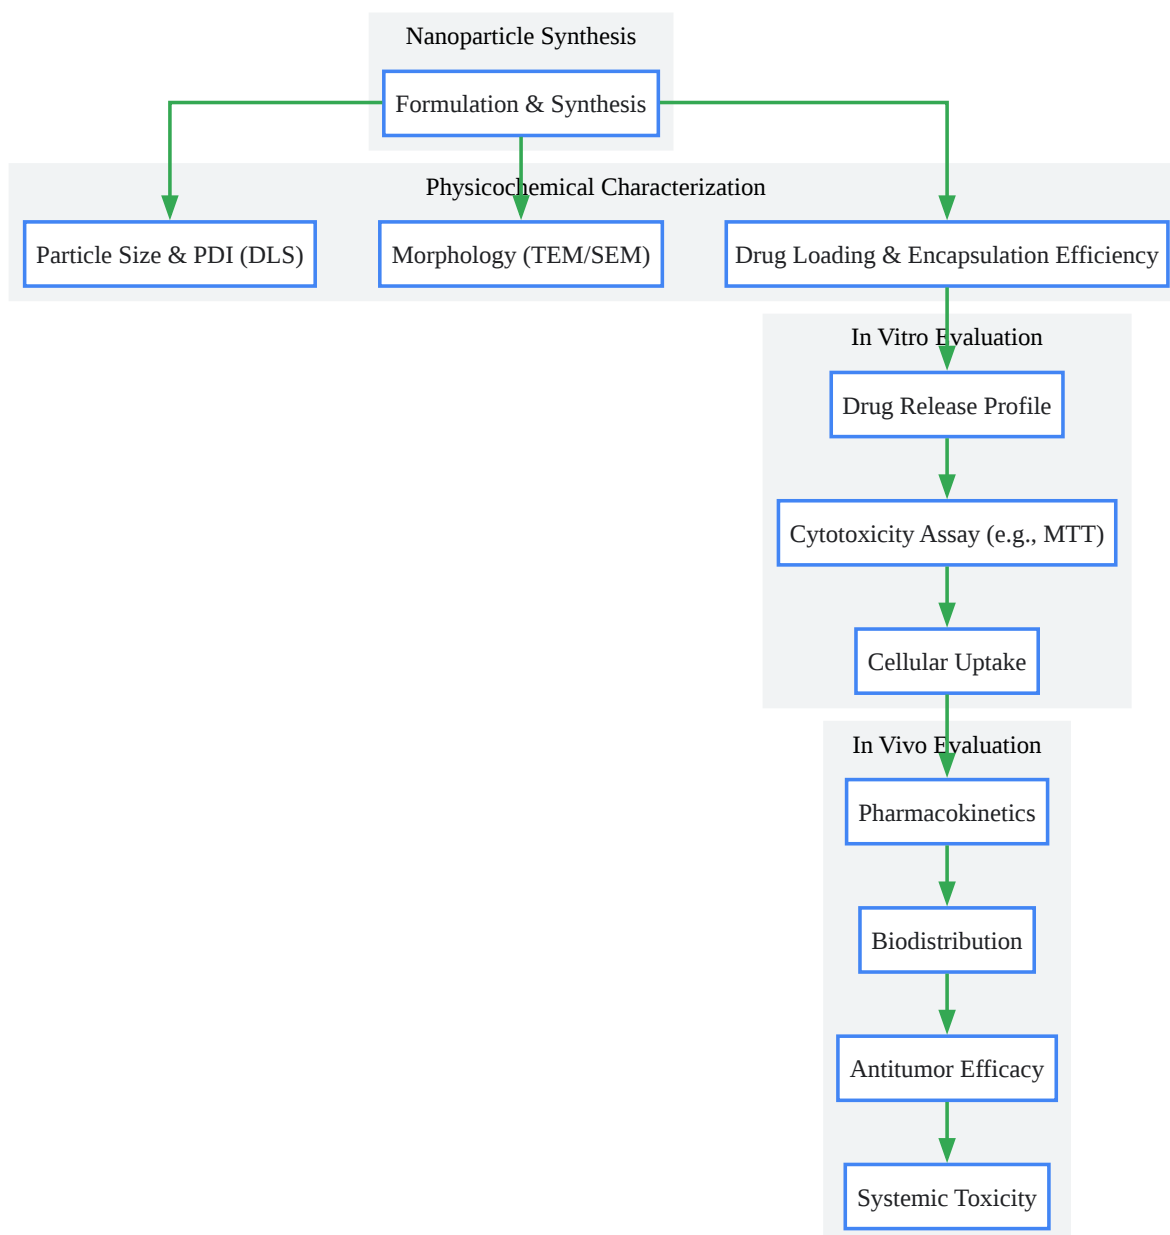 Nanoparticle Synthesis
Formulation & Synthesis
Physicochemical Characterization
Particle Size & PDI (DLS)
Morphology (TEM/SEM)
Drug Loading & Encapsulation Efficiency
In Vitro Evaluation
Drug Release Profile
Cytotoxicity Assay (e.g., MTT)
Cellular Uptake
In Vivo Evaluation
Pharmacokinetics
Biodistribution
Antitumor Efficacy
Systemic Toxicity